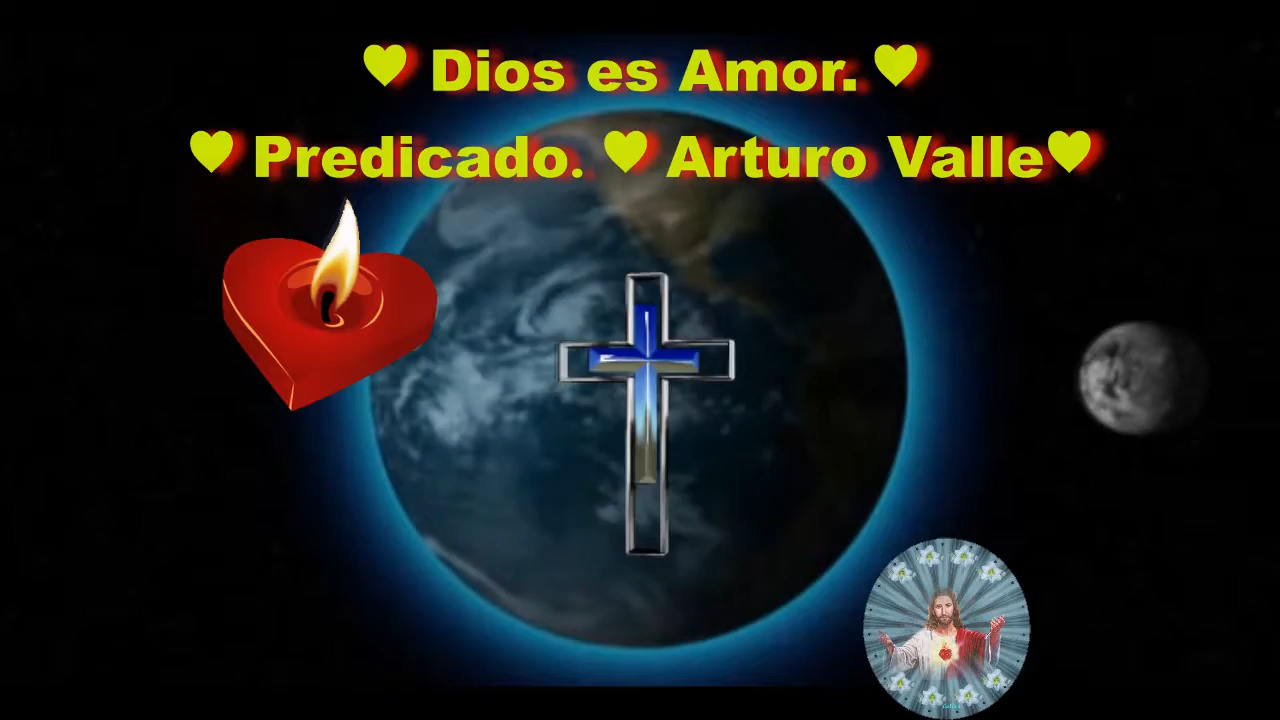 ♥ Dios es Amor. ♥
♥ Predicado. ♥ Arturo Valle♥